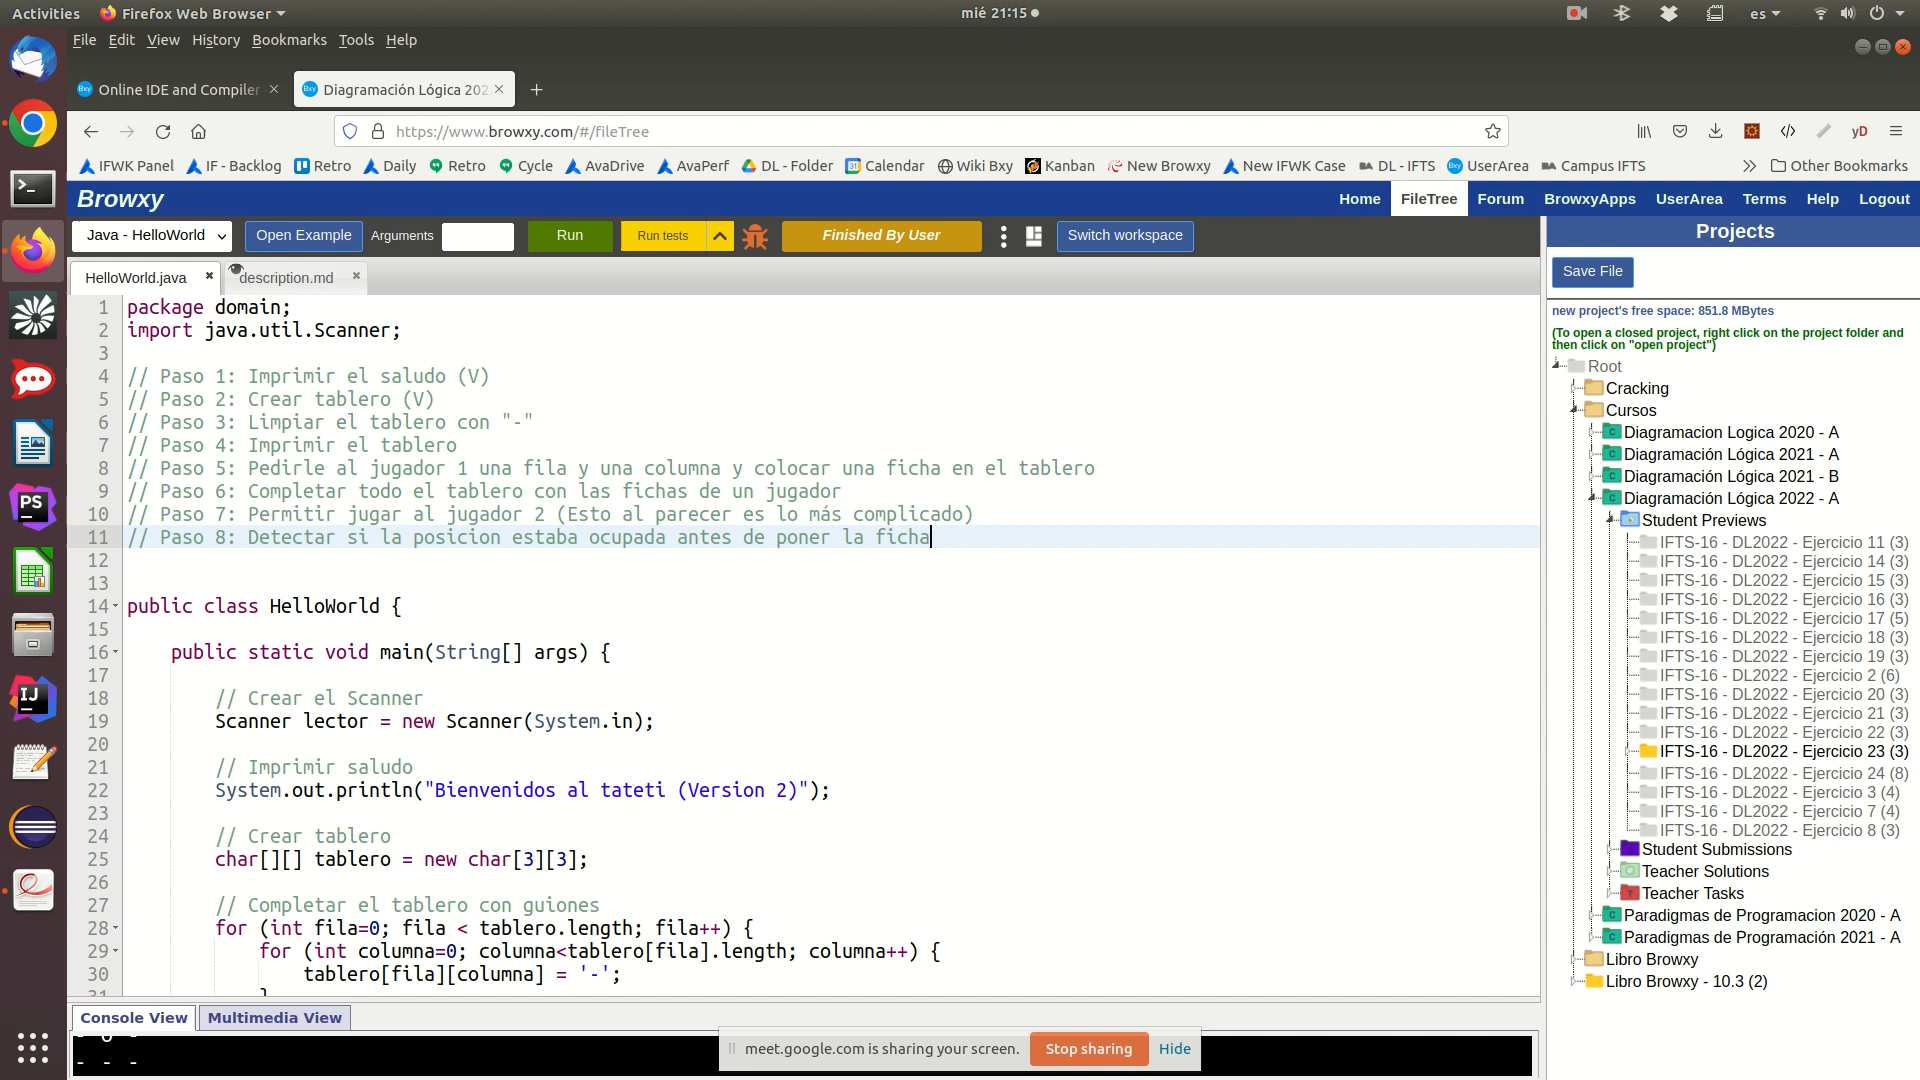 Activities Firefox Web Browser mié 21:15 es
File Edit View History Bookmarks Tools Help
Online IDE and Compiler Diagramación Lógica 202
https://www.browxy.com/#/fileTree
yD
IFWK Panel IF - Backlog Retro Daily Retro Cycle AvaDrive AvaPerf DL - Folder Calendar Wiki Bxy Kanban New Browxy New IFWK Case DL - IFTS UserArea Campus IFTS Other Bookmarks
Browxy Home FileTree Forum BrowxyApps UserArea Terms Help Logout
Java - HelloWorld Open Example Arguments Run Run tests Finished By User Switch workspace
HelloWorld.java description.md
1 package domain;
2 import java.util.Scanner;
3
4 // Paso 1: Imprimir el saludo (V)
5 // Paso 2: Crear tablero (V)
6 // Paso 3: Limpiar el tablero con "-"
7 // Paso 4: Imprimir el tablero
8 // Paso 5: Pedirle al jugador 1 una fila y una columna y colocar una ficha en el tablero
9 // Paso 6: Completar todo el tablero con las fichas de un jugador
10 // Paso 7: Permitir jugar al jugador 2 (Esto al parecer es lo más complicado)
11 // Paso 8: Detectar si la posicion estaba ocupada antes de poner la ficha
12
13
14 public class HelloWorld {
15
16 public static void main(String[] args) {
17
18 // Crear el Scanner
19 Scanner lector = new Scanner(System.in);
20
21 // Imprimir saludo
22 System.out.println("Bienvenidos al tateti (Version 2)");
23
24 // Crear tablero
25 char[][] tablero = new char[3][3];
26
27 // Completar el tablero con guiones
28 for (int fila=0; fila < tablero.length; fila++) {
29 for (int columna=0; columna<tablero[fila].length; columna++) {
30 tablero[fila][columna] = '-';
31 }
Console View Multimedia View
- O -
- - -
meet.google.com is sharing your screen. Stop sharing Hide
Projects
Save File
new project's free space: 851.8 MBytes
(To open a closed project, right click on the project folder and
then click on "open project")
Root
Cracking
Cursos
Diagramacion Logica 2020 - A
Diagramación Lógica 2021 - A
Diagramación Lógica 2021 - B
Diagramación Lógica 2022 - A
Student Previews
IFTS-16 - DL2022 - Ejercicio 11 (3)
IFTS-16 - DL2022 - Ejercicio 14 (3)
IFTS-16 - DL2022 - Ejercicio 15 (3)
IFTS-16 - DL2022 - Ejercicio 16 (3)
IFTS-16 - DL2022 - Ejercicio 17 (5)
IFTS-16 - DL2022 - Ejercicio 18 (3)
IFTS-16 - DL2022 - Ejercicio 19 (3)
IFTS-16 - DL2022 - Ejercicio 2 (6)
IFTS-16 - DL2022 - Ejercicio 20 (3)
IFTS-16 - DL2022 - Ejercicio 21 (3)
IFTS-16 - DL2022 - Ejercicio 22 (3)
IFTS-16 - DL2022 - Ejercicio 23 (3)
IFTS-16 - DL2022 - Ejercicio 24 (8)
IFTS-16 - DL2022 - Ejercicio 3 (4)
IFTS-16 - DL2022 - Ejercicio 7 (4)
IFTS-16 - DL2022 - Ejercicio 8 (3)
Student Submissions
Teacher Solutions
Teacher Tasks
Paradigmas de Programacion 2020 - A
Paradigmas de Programación 2021 - A
Libro Browxy
Libro Browxy - 10.3 (2)
PS
IJ